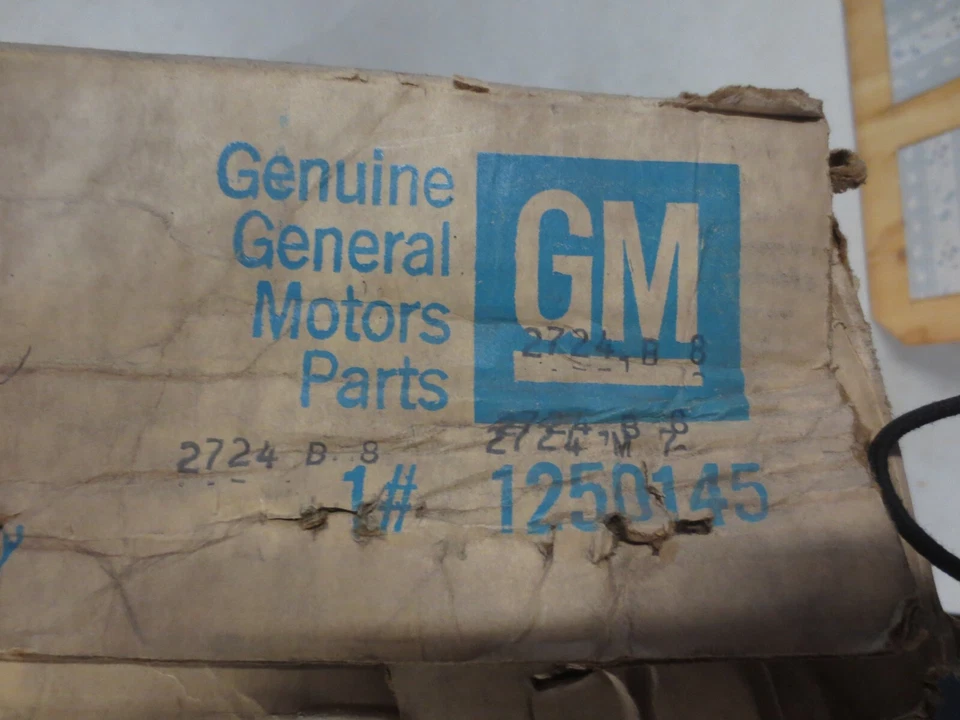 Genuine
General
Motors
Parts
GM
2724 B 8
2724 B 8
1# 1250145